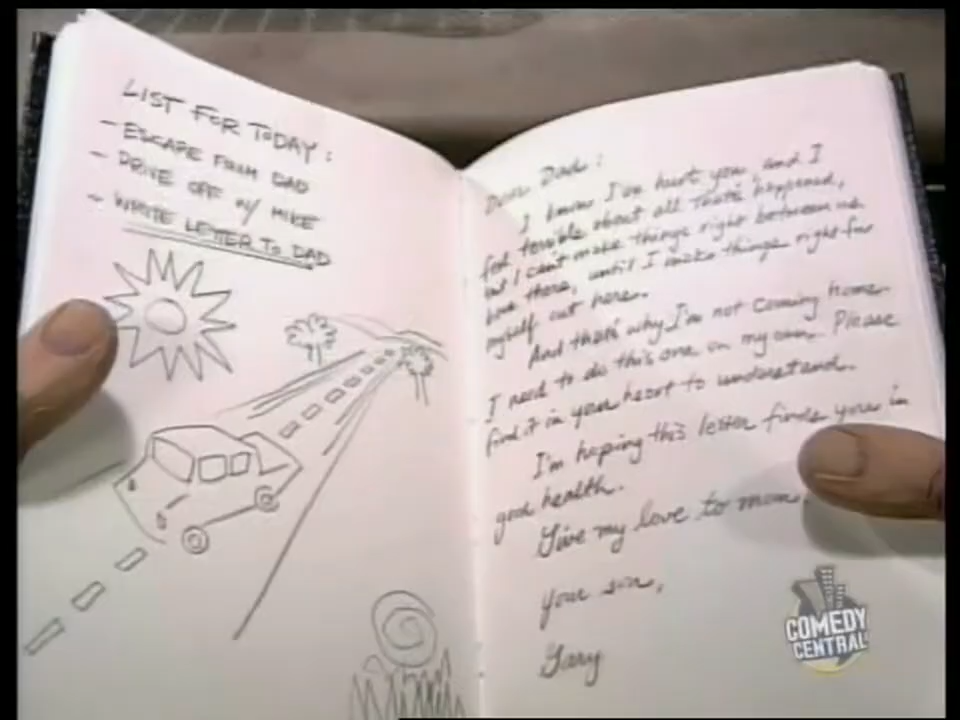 LIST FOR TODAY:
- ESCAPE FROM DAD
- DRIVE OFF W/ MIKE
- WRITE LETTER TO DAD
Dear Dad:
I know I've hurt you, and I
feel terrible about all that's happened,
but I can't make things right between us
home there, until I make things right for
myself out here.
And that's why I'm not coming home.
I need to do this one on my own. Please
find it in your heart to understand.
I'm hoping this letter finds you in
good health.
Give my love to mom.
Your son,
Gary
COMEDY
CENTRAL